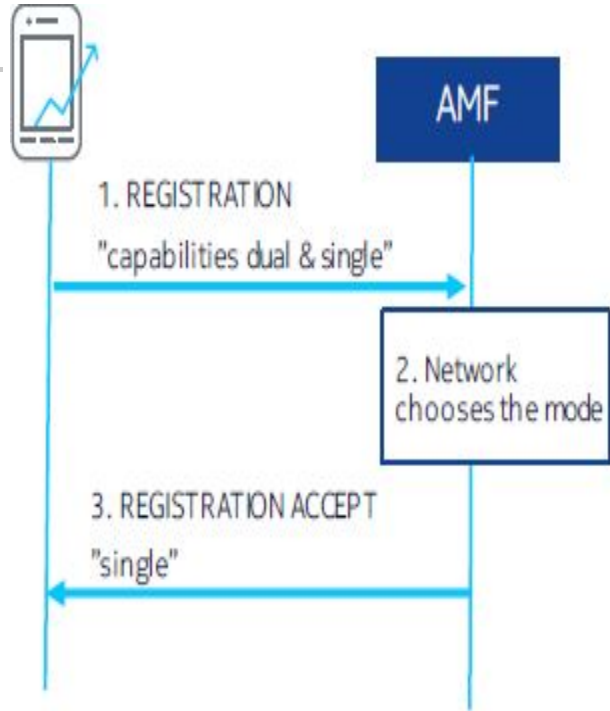 AMF
1. REGISTRATION
"capabilities dual & single"
2. Network
chooses the mode
3. REGISTRATION ACCEPT
"single"